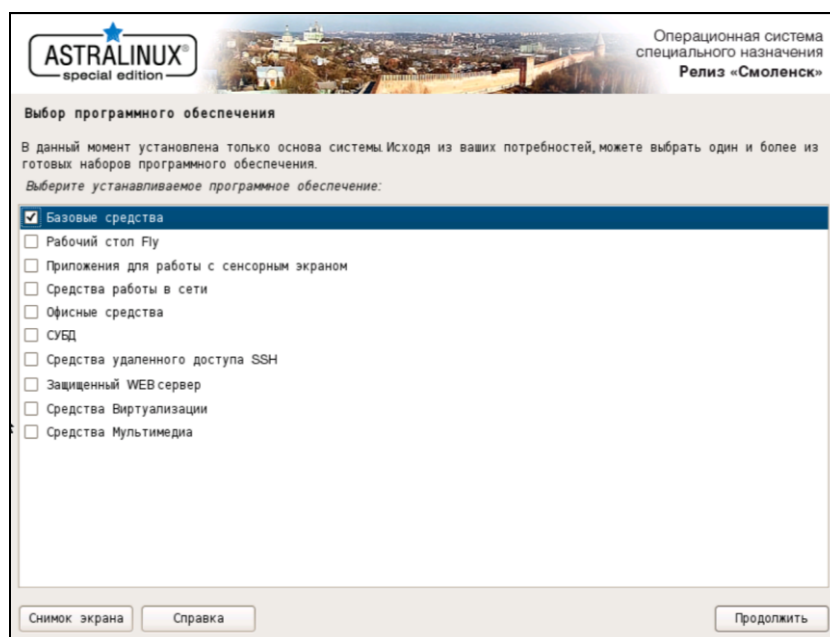 ASTRALINUX®
special edition
Операционная система
специального назначения
Релиз «Смоленск»
Выбор программного обеспечения
В данный момент установлена только основа системы. Исходя из ваших потребностей, можете выбрать один и более из
готовых наборов программного обеспечения.
Выберите устанавливаемое программное обеспечение:
Базовые средства
Рабочий стол Fly
Приложения для работы с сенсорным экраном
Средства работы в сети
Офисные средства
СУБД
Средства удаленного доступа SSH
Защищенный WEB сервер
Средства Виртуализации
Средства Мультимедиа
Снимок экрана
Справка
Продолжить